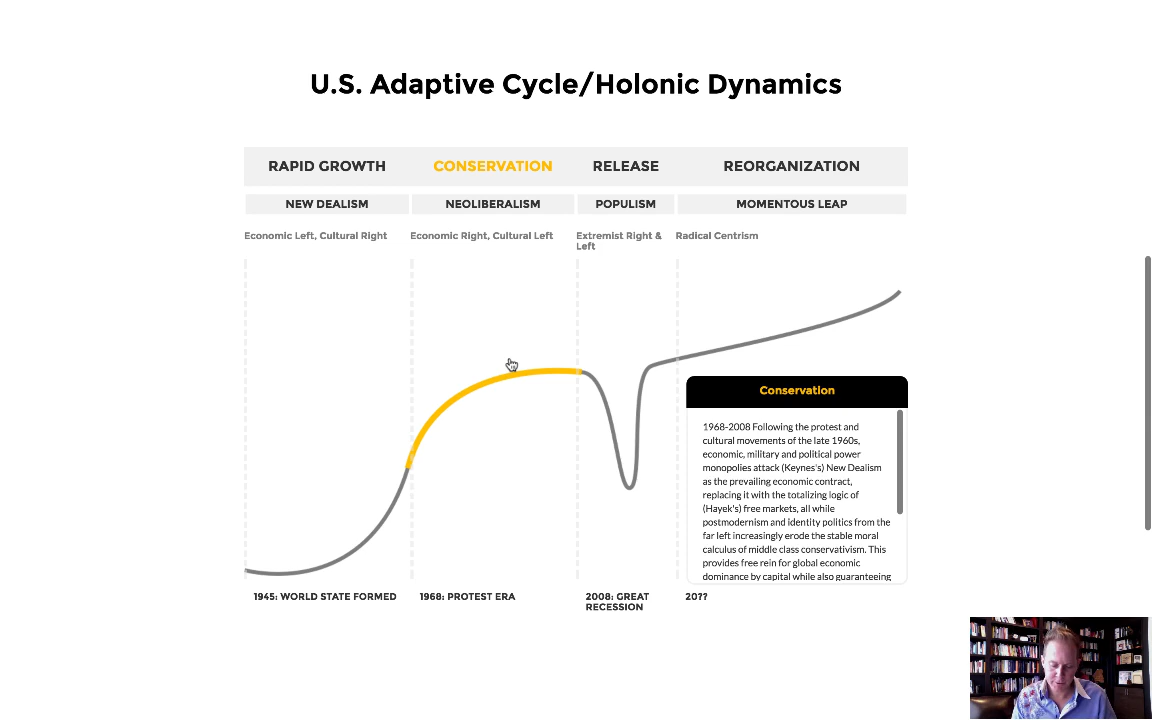 U.S. Adaptive Cycle/Holonic Dynamics
RAPID GROWTH
CONSERVATION
RELEASE
REORGANIZATION
NEW DEALISM
NEOLIBERALISM
POPULISM
MOMENTOUS LEAP
Economic Left, Cultural Right
Economic Right, Cultural Left
Extremist Right &
Left
Radical Centrism
Conservation
1968-2008 Following the protest and
cultural movements of the late 1960s,
economic, military and political power
monopolies attack (Keynes's) New Dealism
as the prevailing economic contract,
replacing it with the totalizing logic of
(Hayek's) free markets, all while
postmodernism and identity politics from the
far left increasingly erode the stable moral
calculus of middle class conservativism. This
provides free rein for global economic
dominance by capital while also guaranteeing
1945: WORLD STATE FORMED
1968: PROTEST ERA
2008: GREAT
RECESSION
20??